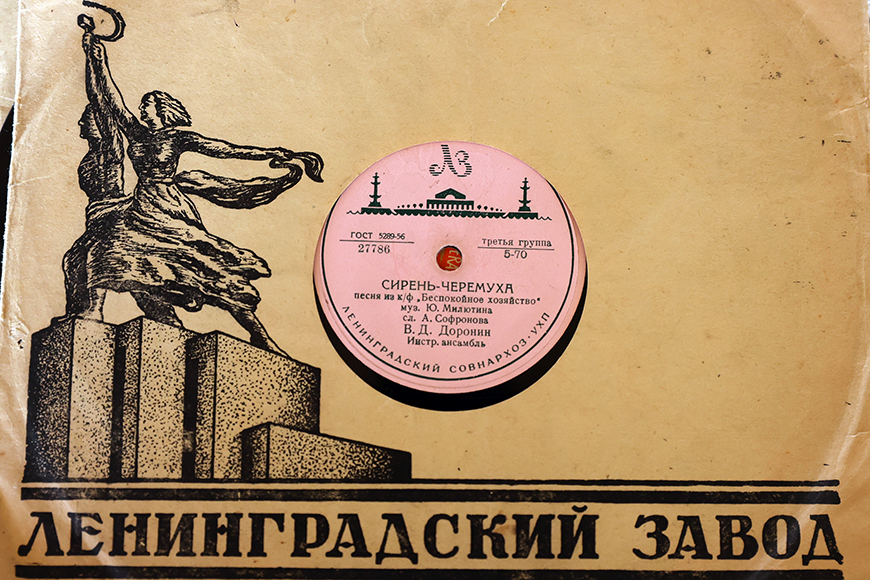 ЛЗ
ГОСТ 5289-56
27786
третья группа
5-70
СИРЕНЬ-ЧЕРЕМУХА
песня из к/ф „Беспокойное хозяйство“
муз. Ю. Милютина
сл. А. Софронова
В. Д. Доронин
Инстр. ансамбль
ЛЕНИНГРАДСКИЙ СОВНАРХОЗ-УХП
ЛЕНИНГРАДСКИЙ ЗАВОД